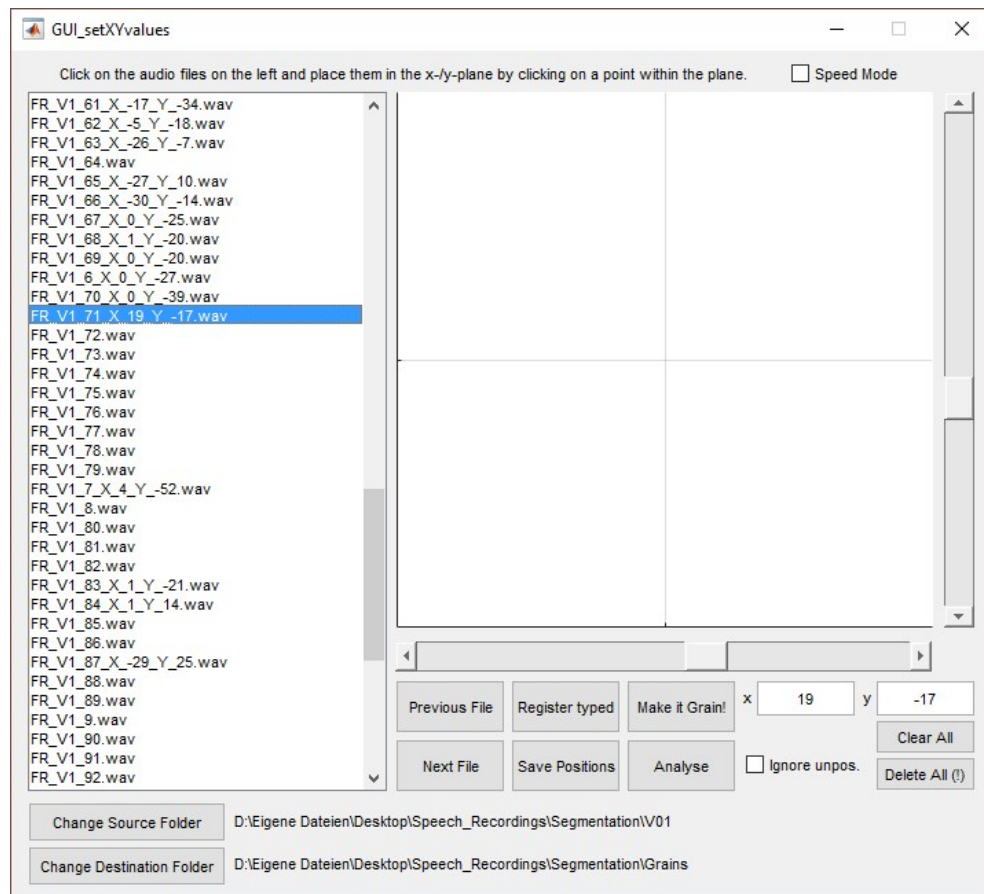 GUI_setXYvalues
Click on the audio files on the left and place them in the x-/y-plane by clicking on a point within the plane.
Speed Mode
FR_V1_61_X_-17_Y_-34.wav
FR_V1_62_X_-5_Y_-18.wav
FR_V1_63_X_-26_Y_-7.wav
FR_V1_64.wav
FR_V1_65_X_-27_Y_10.wav
FR_V1_66_X_-30_Y_-14.wav
FR_V1_67_X_0_Y_-25.wav
FR_V1_68_X_1_Y_-20.wav
FR_V1_69_X_0_Y_-20.wav
FR_V1_6_X_0_Y_-27.wav
FR_V1_70_X_0_Y_-39.wav
FR_V1_71_X_19_Y_-17.wav
FR_V1_72.wav
FR_V1_73.wav
FR_V1_74.wav
FR_V1_75.wav
FR_V1_76.wav
FR_V1_77.wav
FR_V1_78.wav
FR_V1_79.wav
FR_V1_7_X_4_Y_-52.wav
FR_V1_8.wav
FR_V1_80.wav
FR_V1_81.wav
FR_V1_82.wav
FR_V1_83_X_1_Y_-21.wav
FR_V1_84_X_1_Y_14.wav
FR_V1_85.wav
FR_V1_86.wav
FR_V1_87_X_-29_Y_25.wav
FR_V1_88.wav
FR_V1_89.wav
FR_V1_9.wav
FR_V1_90.wav
FR_V1_91.wav
FR_V1_92.wav
Previous File
Register typed
Make it Grain!
x
19
y
-17
Clear All
Next File
Save Positions
Analyse
Ignore unpos.
Delete All (!)
Change Source Folder
D:\Eigene Dateien\Desktop\Speech_Recordings\Segmentation\V01
Change Destination Folder
D:\Eigene Dateien\Desktop\Speech_Recordings\Segmentation\Grains